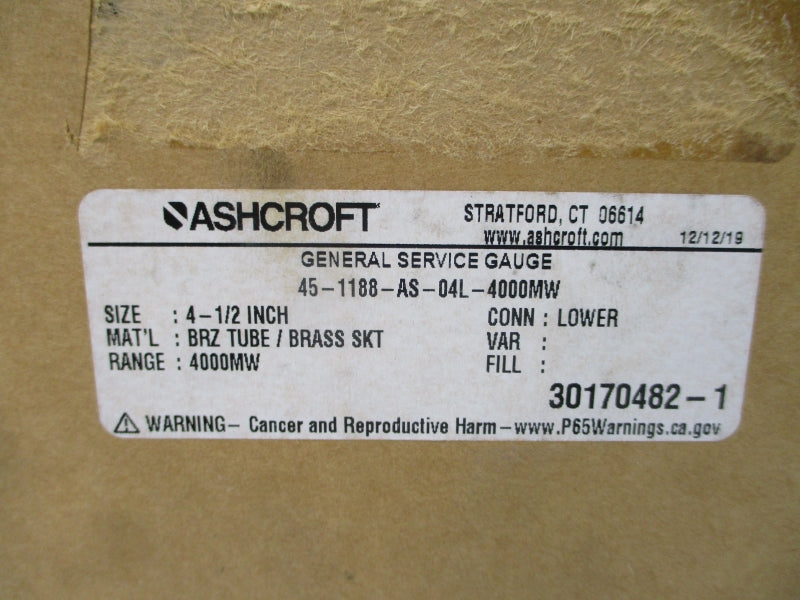 ASHCROFT STRATFORD, CT 06614
www.ashcroft.com 12/12/19
GENERAL SERVICE GAUGE
45-1188-AS-04L-4000MW
SIZE : 4-1/2 INCH CONN : LOWER
MAT'L : BRZ TUBE / BRASS SKT VAR :
RANGE : 4000MW FILL :
30170482-1
⚠ WARNING- Cancer and Reproductive Harm-www.P65Warnings.ca.gov